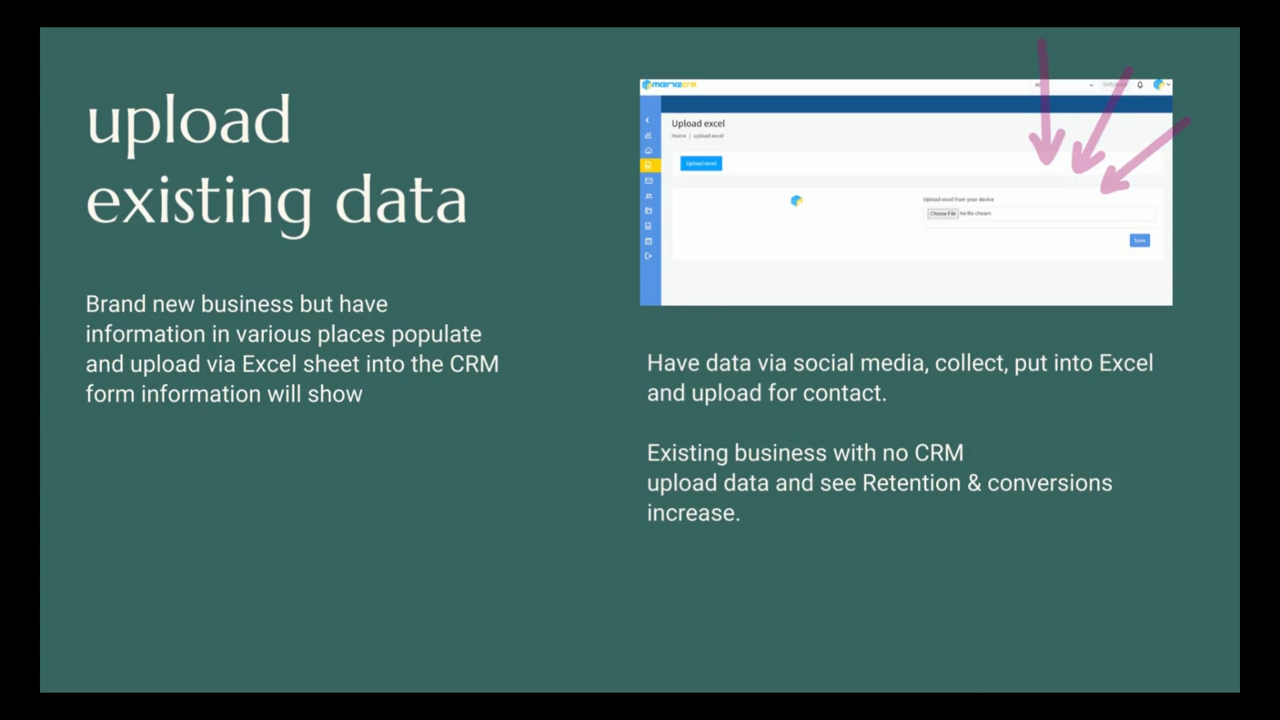 upload
existing data
Brand new business but have
information in various places populate
and upload via Excel sheet into the CRM
form information will show
Upload excel
Home | upload excel
Upload excel
Upload excel from your device
Choose File No file chosen
Save
Have data via social media, collect, put into Excel
and upload for contact.
Existing business with no CRM
upload data and see Retention & conversions
increase.